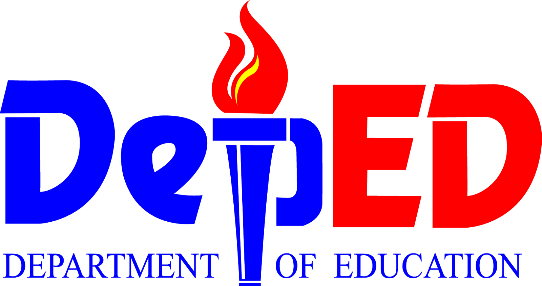 DepED
DEPARTMENT OF EDUCATION